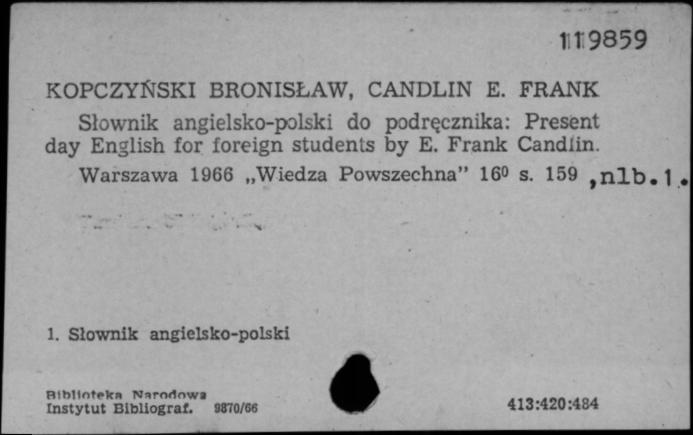 119859
KOPCZYŃSKI BRONISŁAW, CANDLIN E. FRANK
Słownik angielsko-polski do podręcznika: Present
day English for foreign students by E. Frank Candlin.
Warszawa 1966 „Wiedza Powszechna” 16⁰ s. 159 ,nlb.1.
1. Słownik angielsko-polski
Biblioteka Narodowa
Instytut Bibliograf. 9870/66
413:420:484